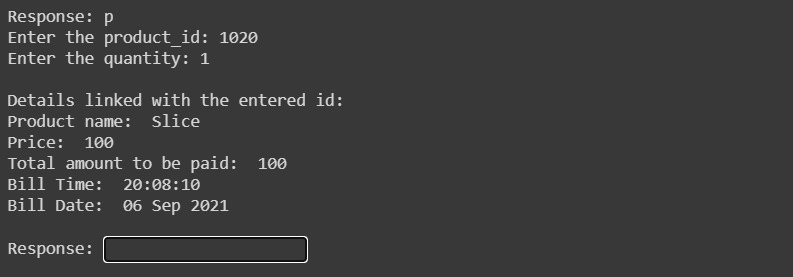 Response: p
Enter the product_id: 1020
Enter the quantity: 1
Details linked with the entered id:
Product name:  Slice
Price:  100
Total amount to be paid:  100
Bill Time:  20:08:10
Bill Date:  06 Sep 2021
Response: